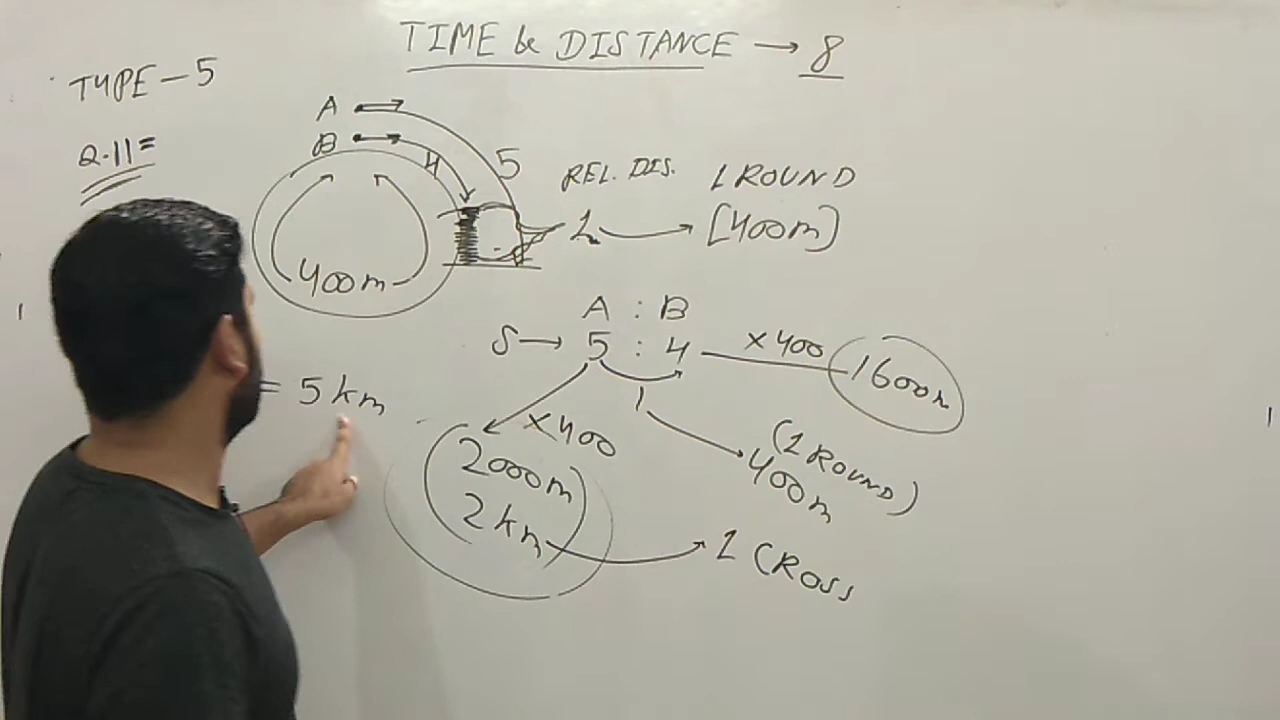 TIME & DISTANCE → 8
TYPE-5
Q.11=
A
B
4
5
400m
REL. DIS. 1 ROUND
1 → [400m]
A : B
S → 5 : 4 ×400 1600m
1
= 5 km
×400
2000m
2 km
(1 ROUND)
400m
1 CROSS